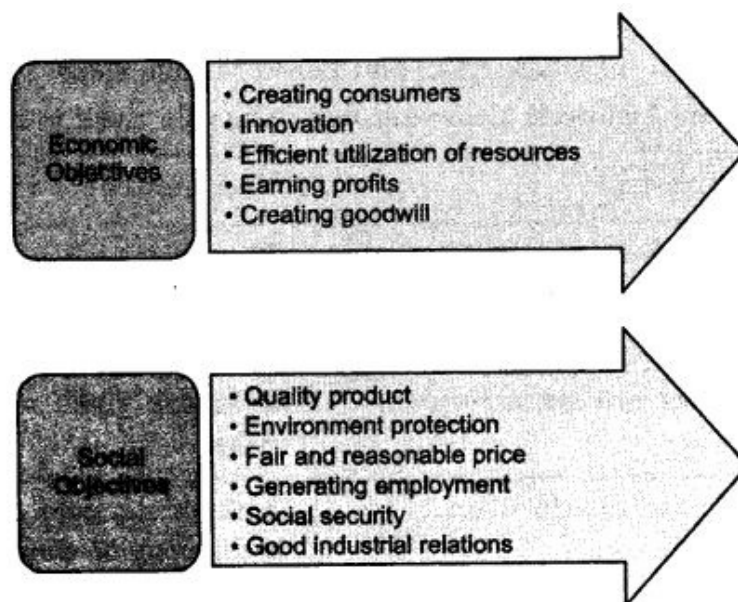 Economic
Objectives
• Creating consumers
• Innovation
• Efficient utilization of resources
• Earning profits
• Creating goodwill
Social
Objectives
• Quality product
• Environment protection
• Fair and reasonable price
• Generating employment
• Social security
• Good industrial relations